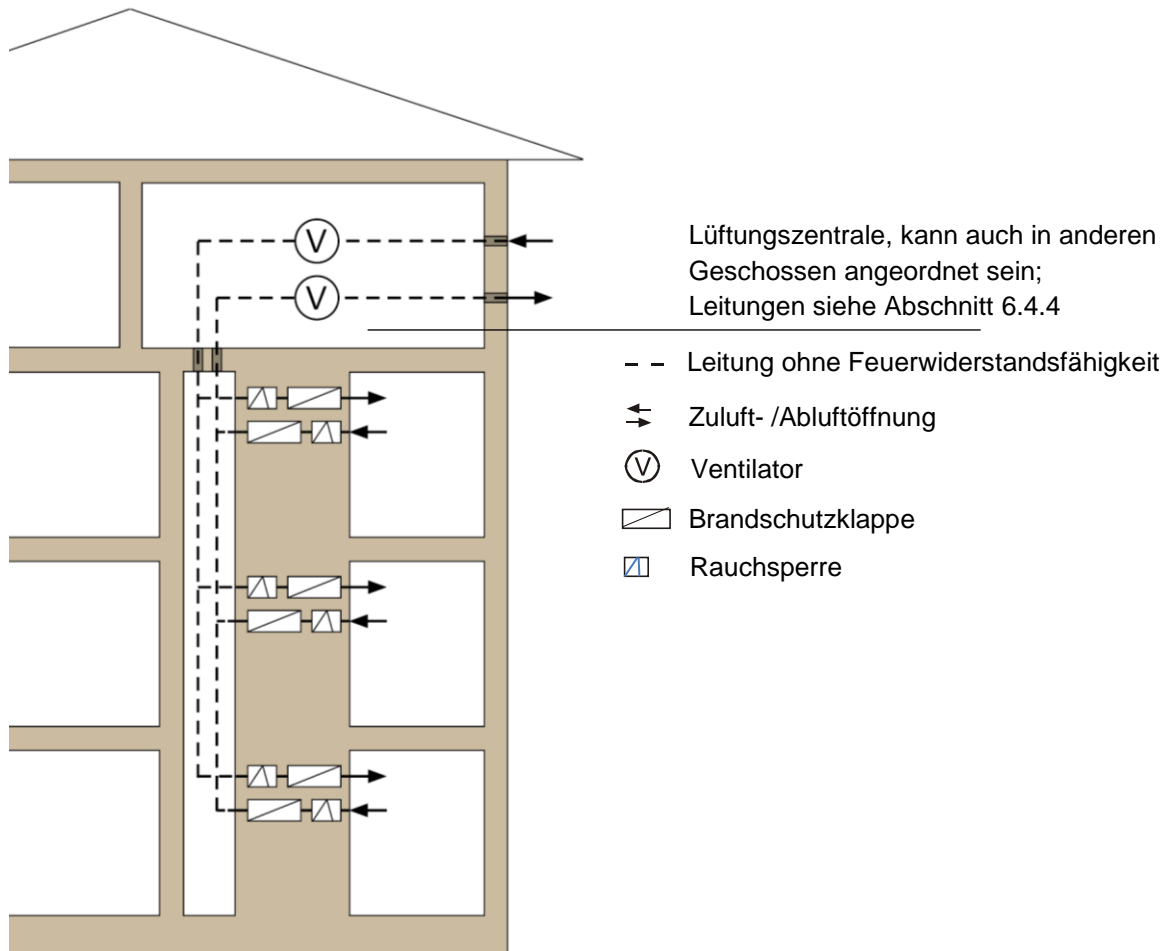 V
V
Lüftungszentrale, kann auch in anderen
Geschossen angeordnet sein;
Leitungen siehe Abschnitt 6.4.4
Leitung ohne Feuerwiderstandsfähigkeit
Zuluft- /Abluftöffnung
V Ventilator
Brandschutzklappe
Rauchsperre